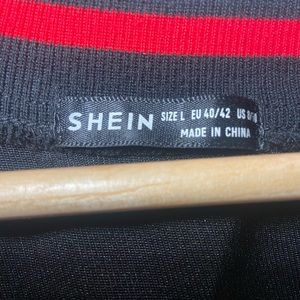 SHEIN SIZE L EU 40/42 US
MADE IN CHINA